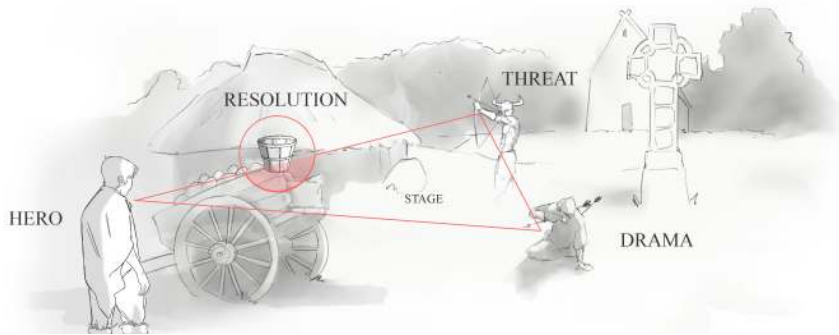 THREAT
RESOLUTION
STAGE
HERO
DRAMA